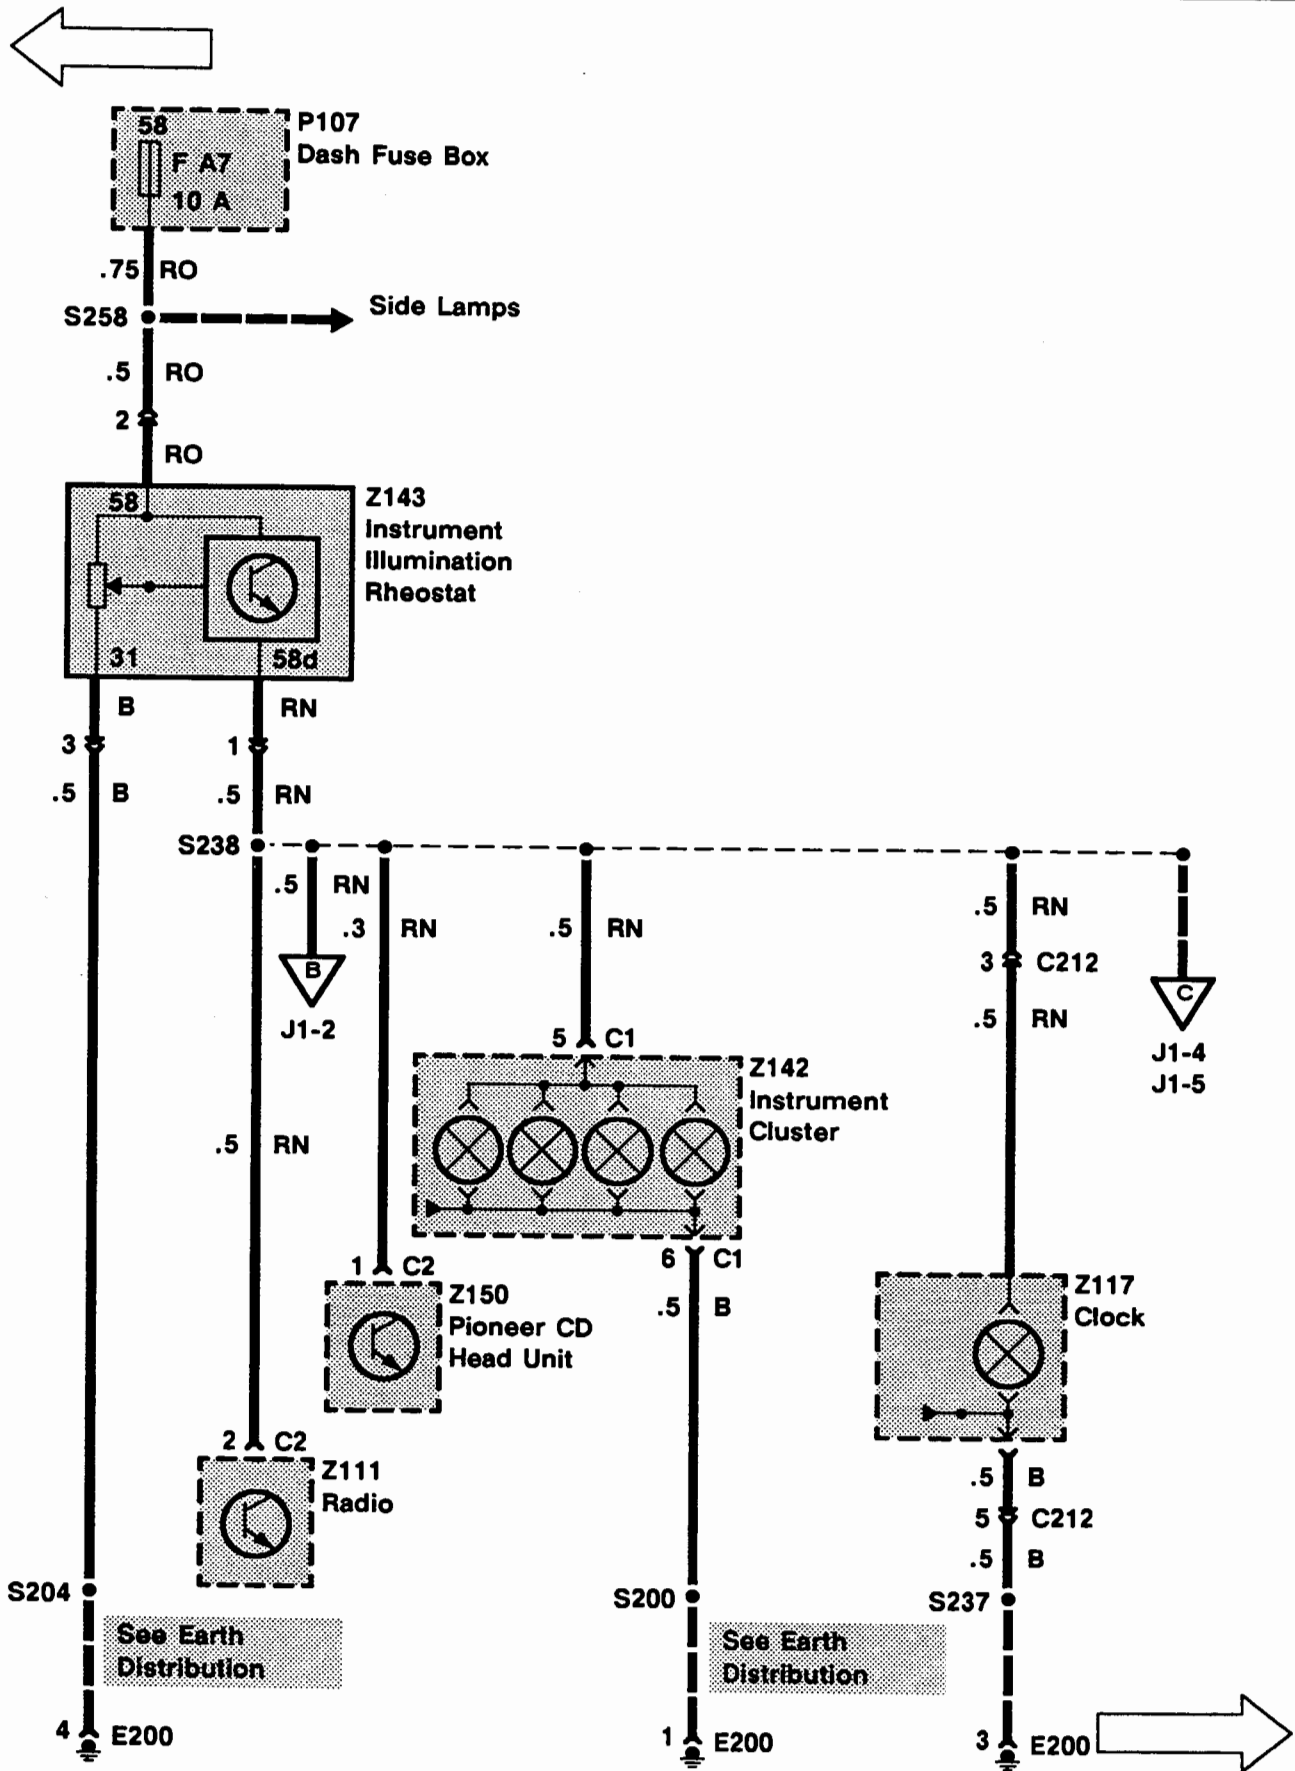 58
F A7
10 A
P107
Dash Fuse Box
.75 RO
S258
Side Lamps
.5 RO
2
RO
58
Z143
Instrument
Illumination
Rheostat
31
58d
B
RN
3
1
.5 B
.5 RN
S238
.5 RN
.3 RN
.5 RN
.5 RN
B
J1-2
3 C212
.5 RN
C
J1-4
J1-5
5 C1
Z142
Instrument
Cluster
.5 RN
6 C1
.5 B
1 C2
Z150
Pioneer CD
Head Unit
Z117
Clock
2 C2
Z111
Radio
.5 B
5 C212
.5 B
S204
S200
S237
See Earth
Distribution
See Earth
Distribution
4 E200
1 E200
3 E200